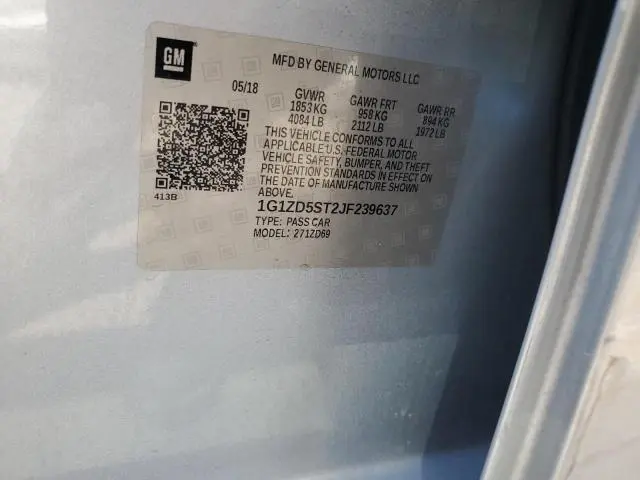 GM
MFD BY GENERAL MOTORS LLC
05/18
GVWR GAWR FRT GAWR RR
1853 KG 958 KG 894 KG
4084 LB 2112 LB 1972 LB
THIS VEHICLE CONFORMS TO ALL
APPLICABLE U.S. FEDERAL MOTOR
VEHICLE SAFETY, BUMPER, AND THEFT
PREVENTION STANDARDS IN EFFECT ON
THE DATE OF MANUFACTURE SHOWN
ABOVE.
413B
1G1ZD5ST2JF239637
TYPE: PASS CAR
MODEL: 271ZD69